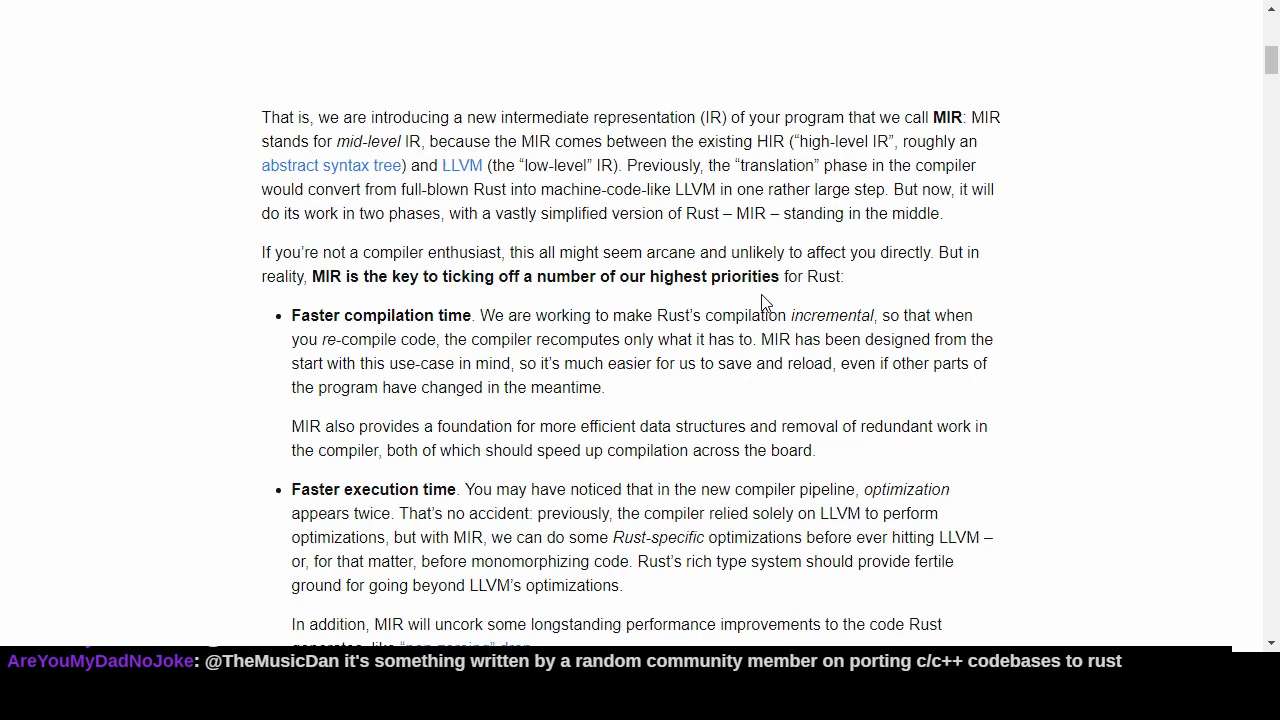 That is, we are introducing a new intermediate representation (IR) of your program that we call MIR: MIR
stands for mid-level IR, because the MIR comes between the existing HIR (“high-level IR”, roughly an
abstract syntax tree) and LLVM (the “low-level” IR). Previously, the “translation” phase in the compiler
would convert from full-blown Rust into machine-code-like LLVM in one rather large step. But now, it will
do its work in two phases, with a vastly simplified version of Rust – MIR – standing in the middle.
If you’re not a compiler enthusiast, this all might seem arcane and unlikely to affect you directly. But in
reality, MIR is the key to ticking off a number of our highest priorities for Rust:
• Faster compilation time. We are working to make Rust’s compilation incremental, so that when
you re-compile code, the compiler recomputes only what it has to. MIR has been designed from the
start with this use-case in mind, so it’s much easier for us to save and reload, even if other parts of
the program have changed in the meantime.
MIR also provides a foundation for more efficient data structures and removal of redundant work in
the compiler, both of which should speed up compilation across the board.
• Faster execution time. You may have noticed that in the new compiler pipeline, optimization
appears twice. That’s no accident: previously, the compiler relied solely on LLVM to perform
optimizations, but with MIR, we can do some Rust-specific optimizations before ever hitting LLVM –
or, for that matter, before monomorphizing code. Rust’s rich type system should provide fertile
ground for going beyond LLVM’s optimizations.
In addition, MIR will uncork some longstanding performance improvements to the code Rust
AreYouMyDadNoJoke: @TheMusicDan it's something written by a random community member on porting c/c++ codebases to rust